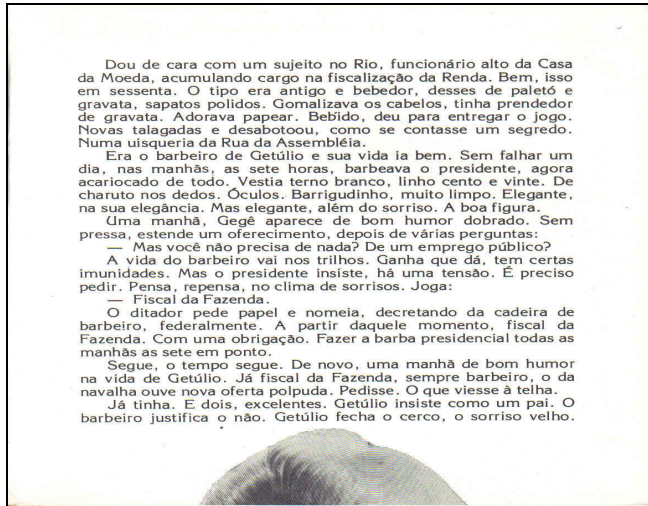 Dou de cara com um sujeito no Rio, funcionário alto da Casa
da Moeda, acumulando cargo na fiscalização da Renda. Bem, isso
em sessenta. O tipo era antigo e bebedor, desses de paletó e
gravata, sapatos polidos. Gomalizava os cabelos, tinha prendedor
de gravata. Adorava papear. Bebido, deu para entregar o jogo.
Novas talagadas e desabotoou, como se contasse um segredo.
Numa uisqueria da Rua da Assembléia.
Era o barbeiro de Getúlio e sua vida ia bem. Sem falhar um
dia, nas manhãs, as sete horas, barbeava o presidente, agora
acariocado de todo. Vestia terno branco, linho cento e vinte. De
charuto nos dedos. Óculos. Barrigudinho, muito limpo. Elegante,
na sua elegância. Mas elegante, além do sorriso. A boa figura.
Uma manhã, Gegê aparece de bom humor dobrado. Sem
pressa, estende um oferecimento, depois de várias perguntas:
— Mas você não precisa de nada? De um emprego público?
A vida do barbeiro vai nos trilhos. Ganha que dá, tem certas
imunidades. Mas o presidente insiste, há uma tensão. É preciso
pedir. Pensa, repensa, no clima de sorrisos. Joga:
— Fiscal da Fazenda.
O ditador pede papel e nomeia, decretando da cadeira de
barbeiro, federalmente. A partir daquele momento, fiscal da
Fazenda. Com uma obrigação. Fazer a barba presidencial todas as
manhãs as sete em ponto.
Segue, o tempo segue. De novo, uma manhã de bom humor
na vida de Getúlio. Já fiscal da Fazenda, sempre barbeiro, o da
navalha ouve nova oferta polpuda. Pedisse. O que viesse à telha.
Já tinha. E dois, excelentes. Getúlio insiste como um pai. O
barbeiro justifica o não. Getúlio fecha o cerco, o sorriso velho.